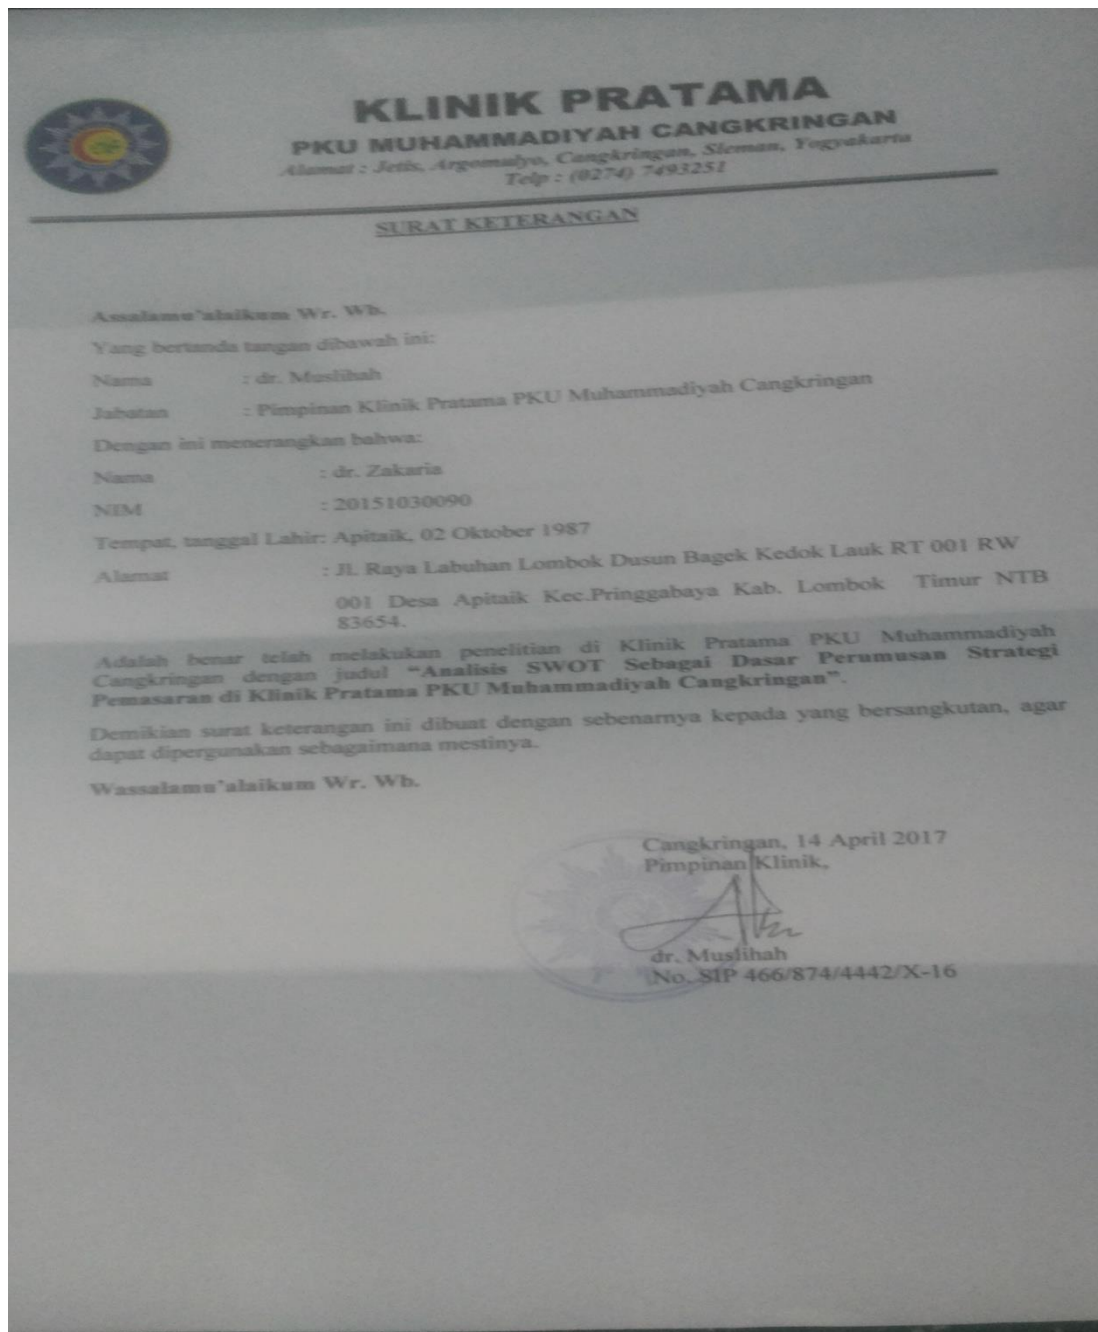 KLINIK PRATAMA
PKU MUHAMMADIYAH CANGKRINGAN
Alamat : Jetis, Argomulyo, Cangkringan, Sleman, Yogyakarta
Telp : (0274) 7493251
SURAT KETERANGAN
Assalamu'alaikum Wr. Wb.
Yang bertanda tangan dibawah ini:
Nama : dr. Muslihah
Jabatan : Pimpinan Klinik Pratama PKU Muhammadiyah Cangkringan
Dengan ini menerangkan bahwa:
Nama : dr. Zakaria
NIM : 20151030090
Tempat, tanggal Lahir: Apitaik, 02 Oktober 1987
Alamat : Jl. Raya Labuhan Lombok Dusun Bagek Kedok Lauk RT 001 RW
001 Desa Apitaik Kec.Pringgabaya Kab. Lombok Timur NTB
83654.
Adalah benar telah melakukan penelitian di Klinik Pratama PKU Muhammadiyah
Cangkringan dengan judul "Analisis SWOT Sebagai Dasar Perumusan Strategi
Pemasaran di Klinik Pratama PKU Muhammadiyah Cangkringan".
Demikian surat keterangan ini dibuat dengan sebenarnya kepada yang bersangkutan, agar
dapat dipergunakan sebagaimana mestinya.
Wassalamu'alaikum Wr. Wb.
Cangkringan, 14 April 2017
Pimpinan Klinik,
dr. Muslihah
No. SIP 466/874/4442/X-16